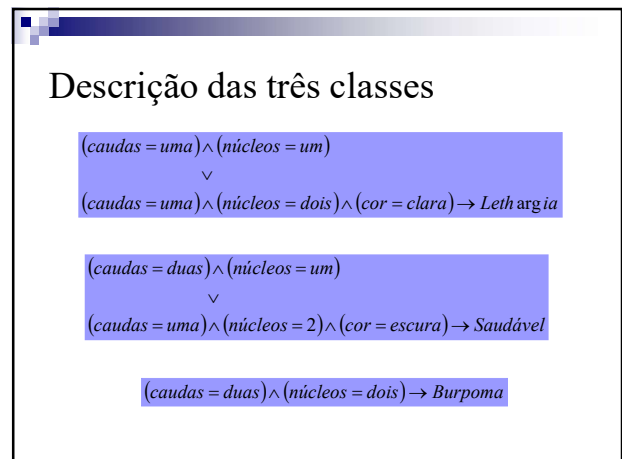 Descrição das três classes
(caudas = uma) ∧ (núcleos = um)
∨
(caudas = uma) ∧ (núcleos = dois) ∧ (cor = clara) → Leth arg ia
(caudas = duas) ∧ (núcleos = um)
∨
(caudas = uma) ∧ (núcleos = 2) ∧ (cor = escura) → Saudável
(caudas = duas) ∧ (núcleos = dois) → Burpoma